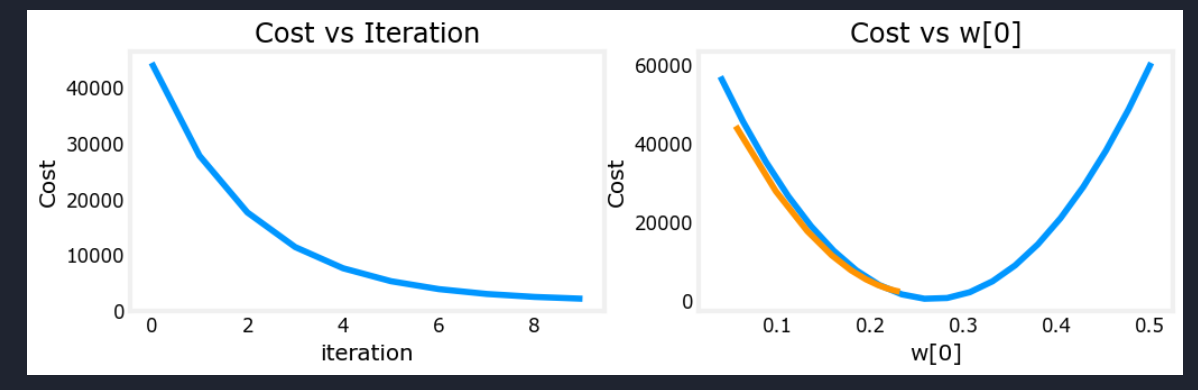 Cost vs Iteration
Cost
40000
30000
20000
10000
0
0 2 4 6 8
iteration
Cost vs w[0]
Cost
60000
40000
20000
0
0.1 0.2 0.3 0.4 0.5
w[0]